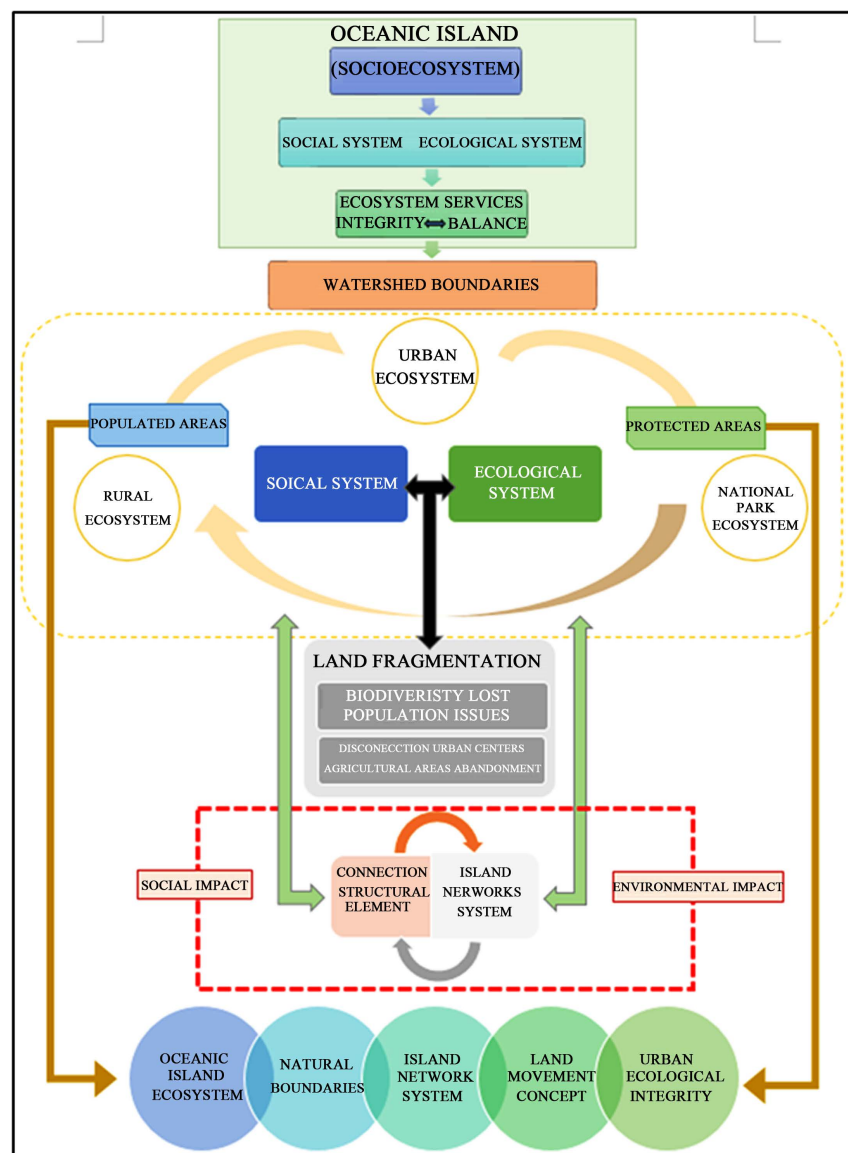 OCEANIC ISLAND
(SOCIOECOSYSTEM)
SOCIAL SYSTEM ECOLOGICAL SYSTEM
ECOSYSTEM SERVICES
INTEGRITY BALANCE
WATERSHED BOUNDARIES
URBAN
ECOSYSTEM
POPULATED AREAS
PROTECTED AREAS
RURAL
ECOSYSTEM
SOICAL SYSTEM
ECOLOGICAL
SYSTEM
NATIONAL
PARK
ECOSYSTEM
LAND FRAGMENTATION
BIODIVERISTY LOST
POPULATION ISSUES
DISCONECCTION URBAN CENTERS
AGRICULTURAL AREAS ABANDONMENT
SOCIAL IMPACT
CONNECTION
STRUCTURAL
ELEMENT
ISLAND
NERWORKS
SYSTEM
ENVIRONMENTAL IMPACT
OCEANIC
ISLAND
ECOSYSTEM
NATURAL
BOUNDARIES
ISLAND
NETWORK
SYSTEM
LAND
MOVEMENT
CONCEPT
URBAN
ECOLOGICAL
INTEGRITY